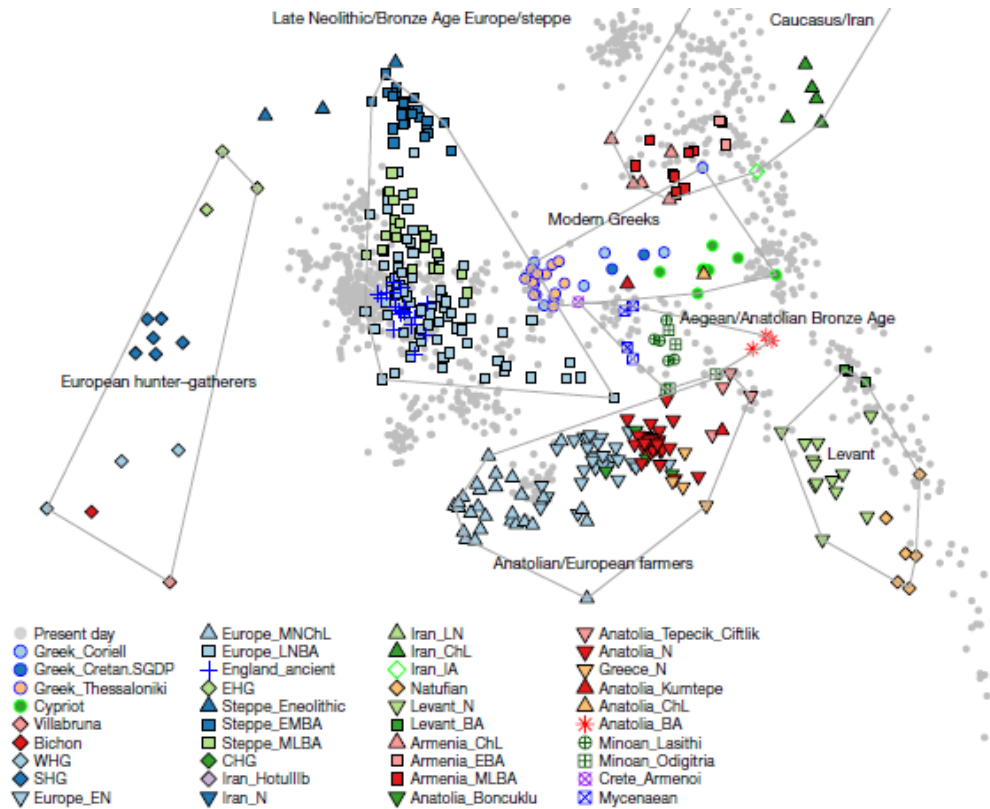 Late Neolithic/Bronze Age Europe/steppe
Caucasus/Iran
Modern Greeks
Aegean/Anatolian Bronze Age
European hunter–gatherers
Levant
Anatolian/European farmers
Present day
Greek_Coriell
Greek_Cretan.SGDP
Greek_Thessaloniki
Cypriot
Villabruna
Bichon
WHG
SHG
Europe_EN
Europe_MNChL
Europe_LNBA
England_ancient
EHG
Steppe_Eneolithic
Steppe_EMBA
Steppe_MLBA
CHG
Iran_HotuIIIb
Iran_N
Iran_LN
Iran_ChL
Iran_IA
Natufian
Levant_N
Levant_BA
Armenia_ChL
Armenia_EBA
Armenia_MLBA
Anatolia_Boncuklu
Anatolia_Tepecik_Ciftlik
Anatolia_N
Greece_N
Anatolia_Kumtepe
Anatolia_ChL
Anatolia_BA
Minoan_Lasithi
Minoan_Odigitria
Crete_Armenoi
Mycenaean